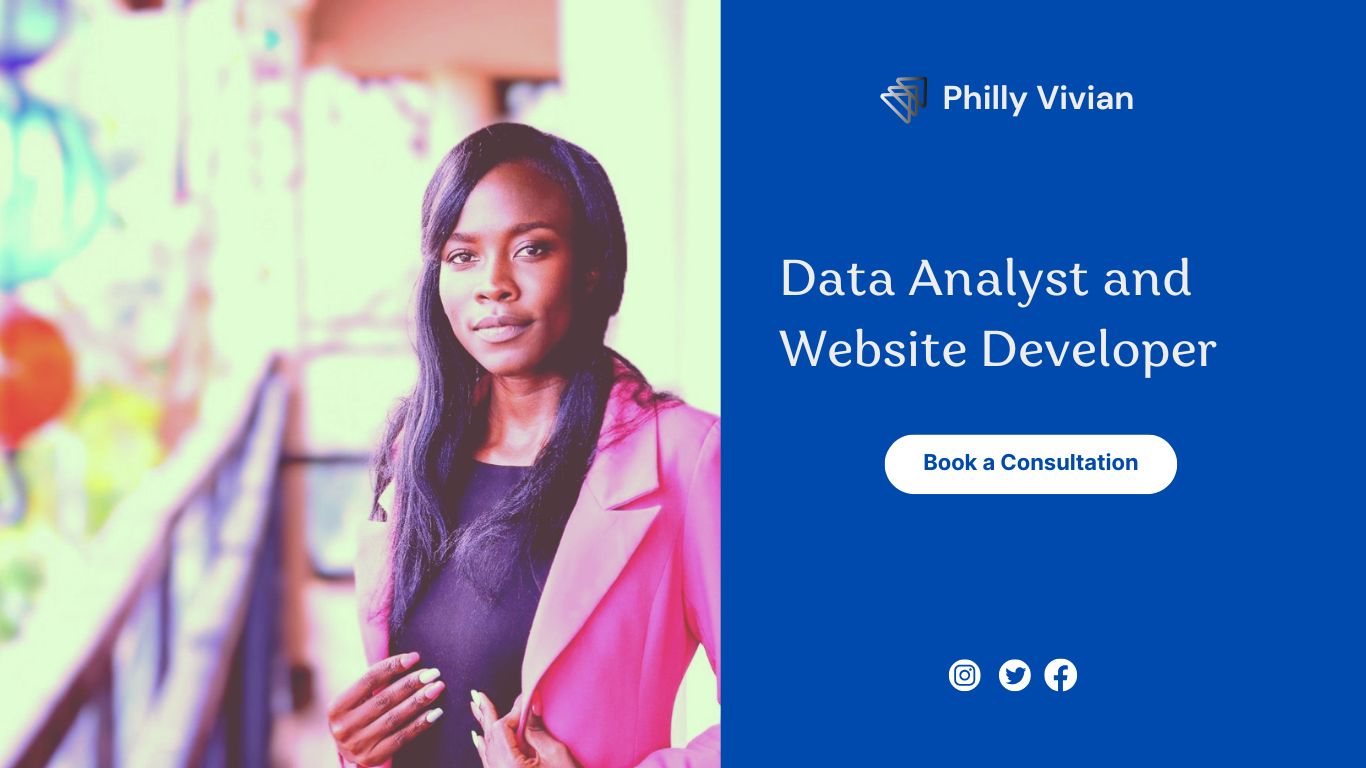 Philly Vivian
Data Analyst and
Website Developer
Book a Consultation